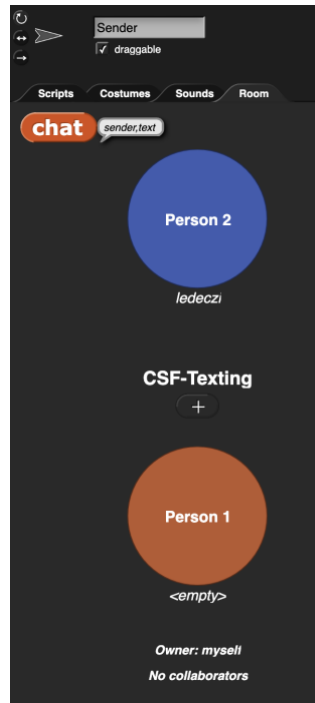 Sender
draggable
Scripts Costumes Sounds Room
chat sender,text
Person 2
ledeczi
CSF-Texting
+
Person 1
<empty>
Owner: myself
No collaborators